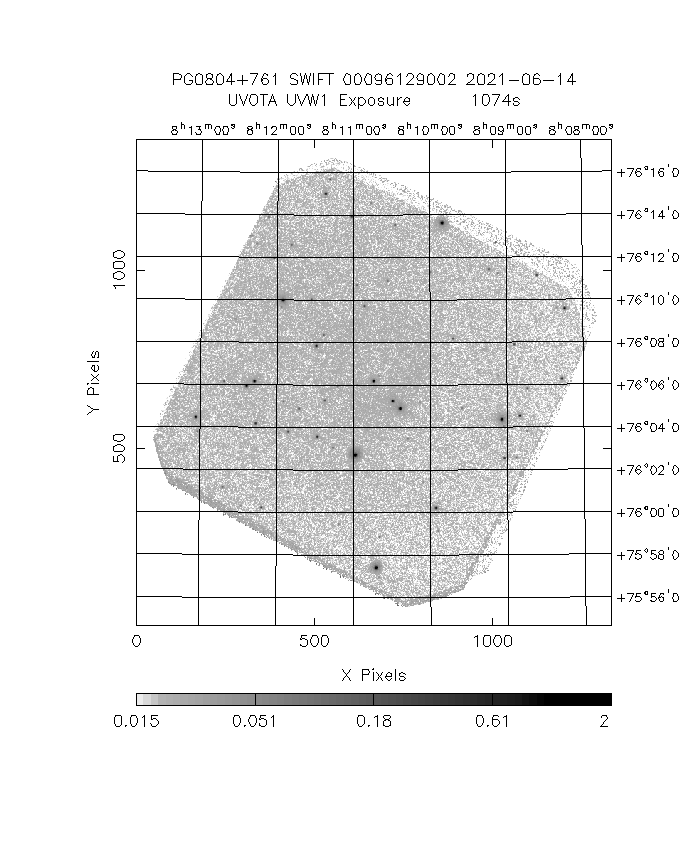 PG0804+761 SWIFT 00096129002 2021-06-14
UVOTA UVW1 Exposure 1074s
8h13m00s 8h12m00s 8h11m00s 8h10m00s 8h09m00s 8h08m00s
+76°16'0
+76°14'0
+76°12'0
1000
+76°10'0
+76°08'0
Y Pixels
+76°06'0
+76°04'0
500
+76°02'0
+76°00'0
+75°58'0
+75°56'0
0 500 1000
X Pixels
0.015 0.051 0.18 0.61 2